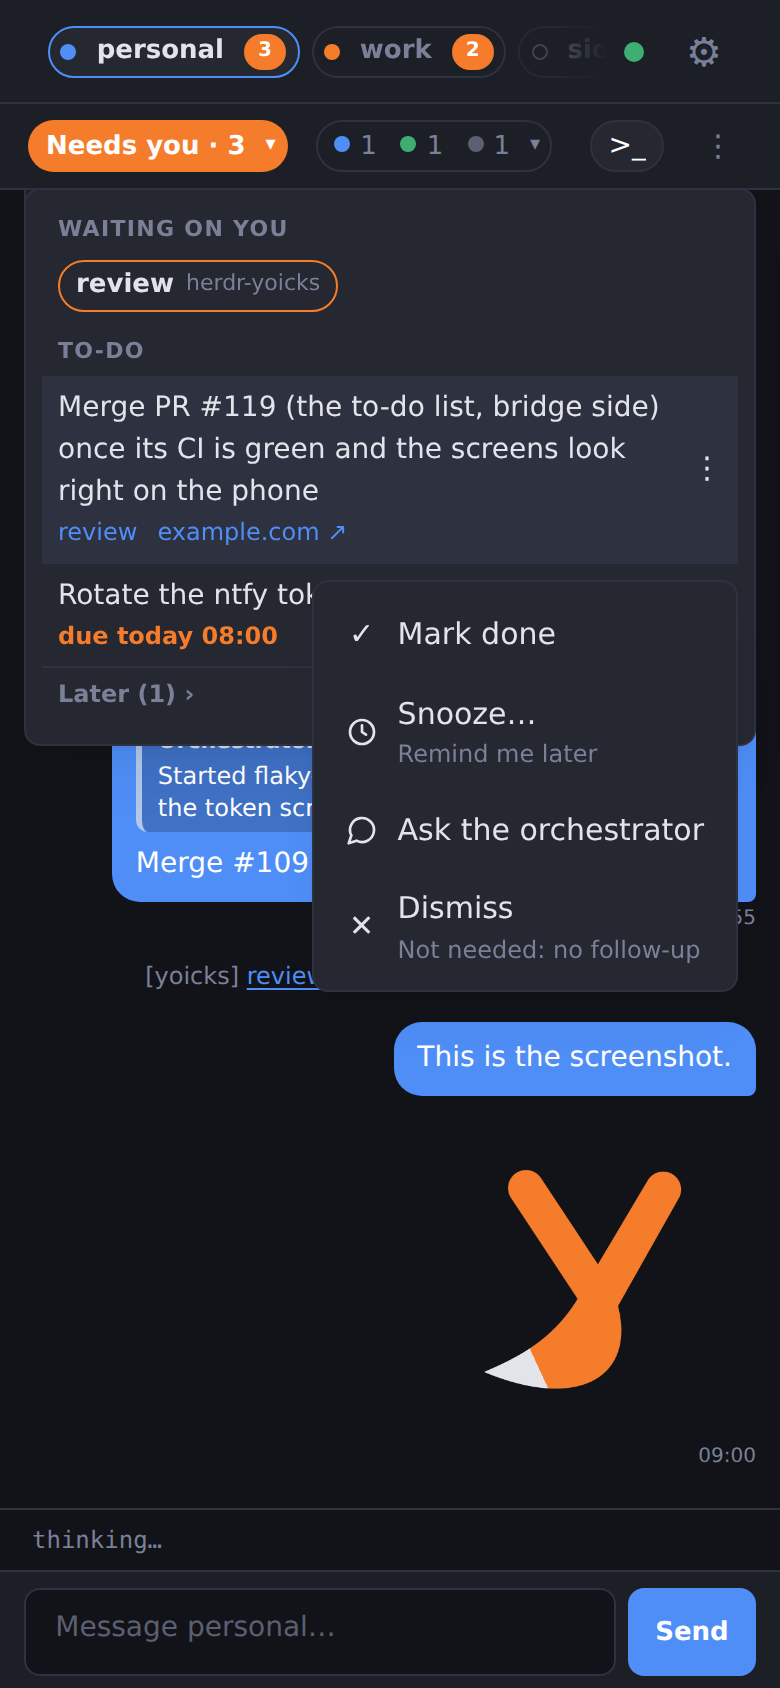 personal 3 work 2
Needs you · 3 ▾ 1 1 1 ▾ >_ ⋮
WAITING ON YOU
review herdr-yoicks
TO-DO
Merge PR #119 (the to-do list, bridge side)
once its CI is green and the screens look
right on the phone
review example.com ↗
Rotate the ntfy
due today 08:00
Later (1) ›
✓ Mark done
Snooze…
Remind me later
Ask the orchestrator
✕ Dismiss
Not needed: no follow-up
Started flaky
the token
Merge #109
[yoicks] review
This is the screenshot.
09:00
thinking…
Message personal…
Send